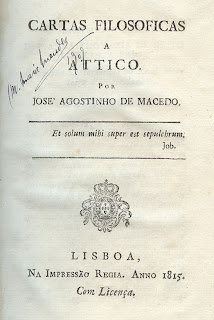 CARTAS FILOSOFICAS
A
ATTICO.
POR
JOSE' AGOSTINHO DE MACEDO.
Et solum mihi super est sepulchrum.
Job.
LISBOA,
NA IMPRESSÃO REGIA. ANNO 1815.
Com Licença.